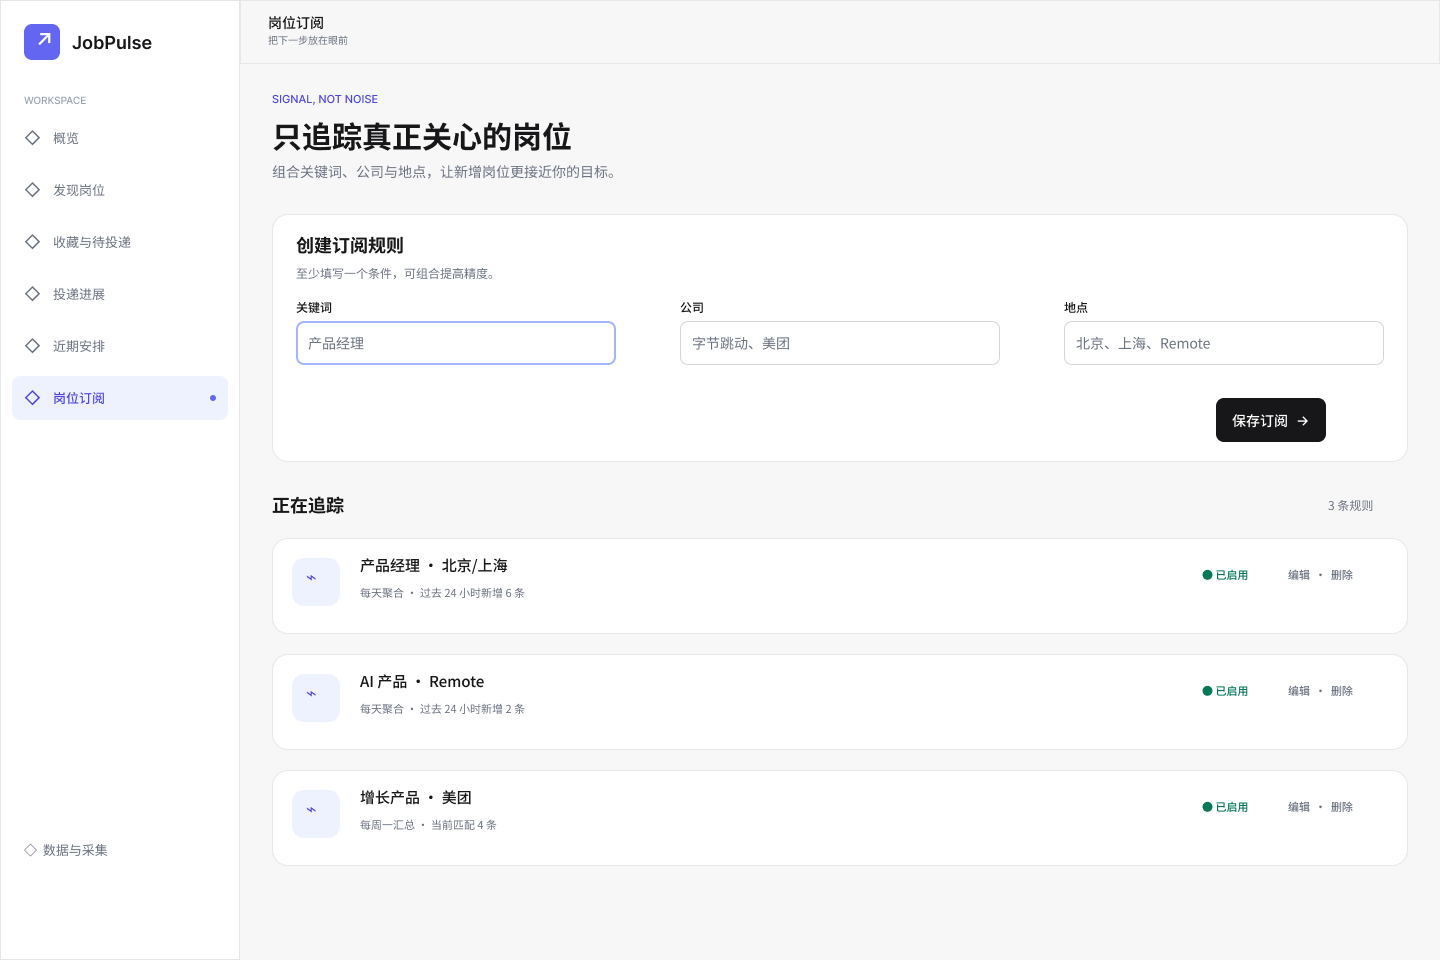 JobPulse
WORKSPACE
概览
发现岗位
收藏与待投递
投递进展
近期安排
岗位订阅
数据与采集
岗位订阅
把下一步放在眼前
SIGNAL, NOT NOISE
只追踪真正关心的岗位
组合关键词、公司与地点，让新增岗位更接近你的目标。
创建订阅规则
至少填写一个条件，可组合提高精度。
关键词
产品经理
公司
字节跳动、美团
地点
北京、上海、Remote
保存订阅 →
正在追踪
3 条规则
产品经理 · 北京/上海
每天聚合 · 过去 24 小时新增 6 条
已启用
编辑 · 删除
AI 产品 · Remote
每天聚合 · 过去 24 小时新增 2 条
已启用
编辑 · 删除
增长产品 · 美团
每周一汇总 · 当前匹配 4 条
已启用
编辑 · 删除